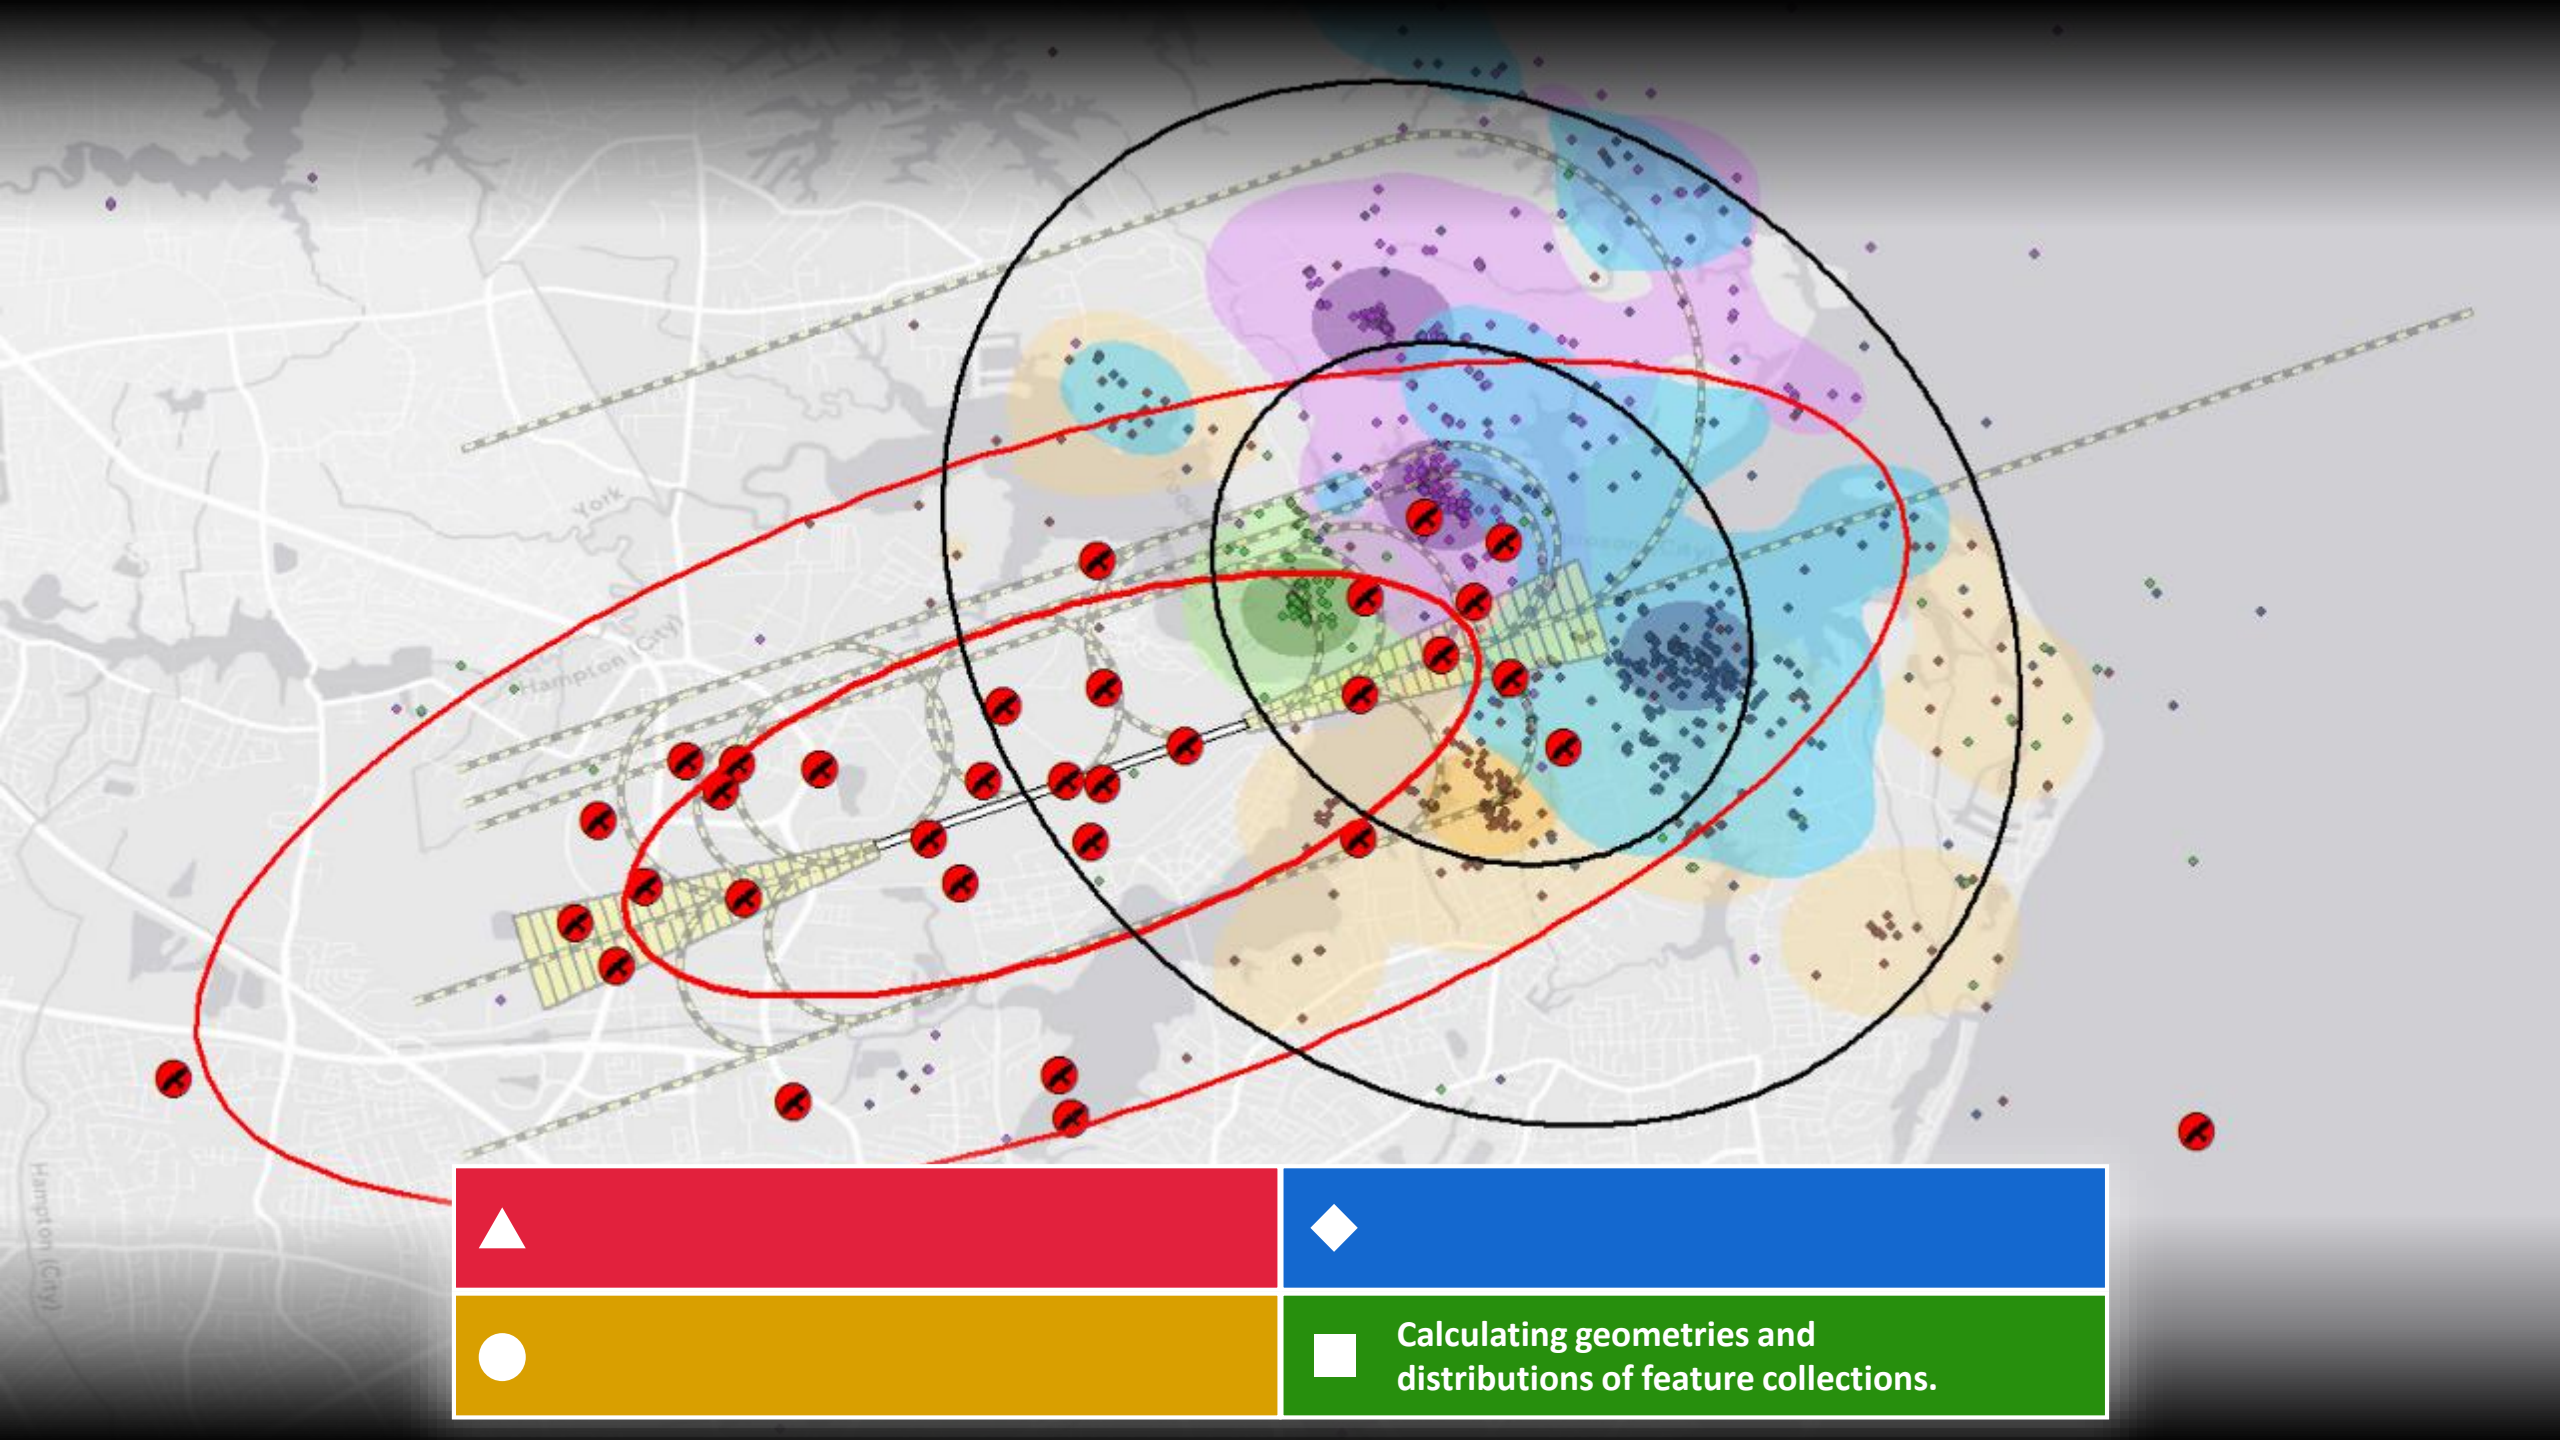 York
Hampton (City)
Hampton (City)
Calculating geometries and
distributions of feature collections.